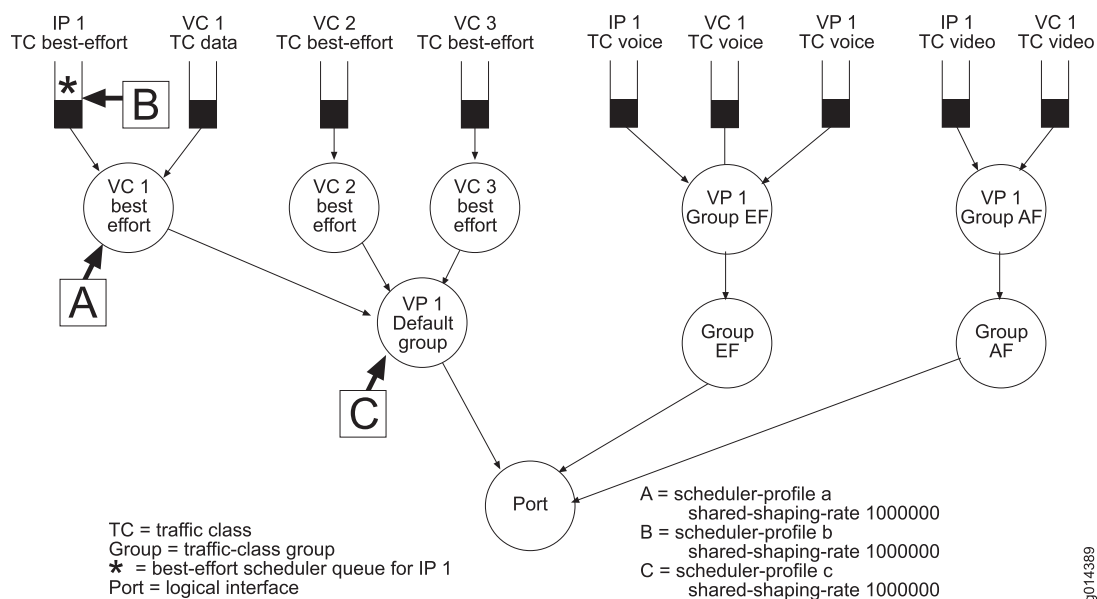 IP 1
TC best-effort
VC 1
TC data
VC 2
TC best-effort
VC 3
TC best-effort
IP 1
TC voice
VC 1
TC voice
VP 1
TC voice
IP 1
TC video
VC 1
TC video
*
B
VC 1
best
effort
VC 2
best
effort
VC 3
best
effort
VP 1
Group EF
VP 1
Group AF
A
VP 1
Default
group
Group
EF
Group
AF
C
Port
TC = traffic class
Group = traffic-class group
* = best-effort scheduler queue for IP 1
Port = logical interface
A = scheduler-profile a
shared-shaping-rate 1000000
B = scheduler-profile b
shared-shaping-rate 1000000
C = scheduler-profile c
shared-shaping-rate 1000000
g014389